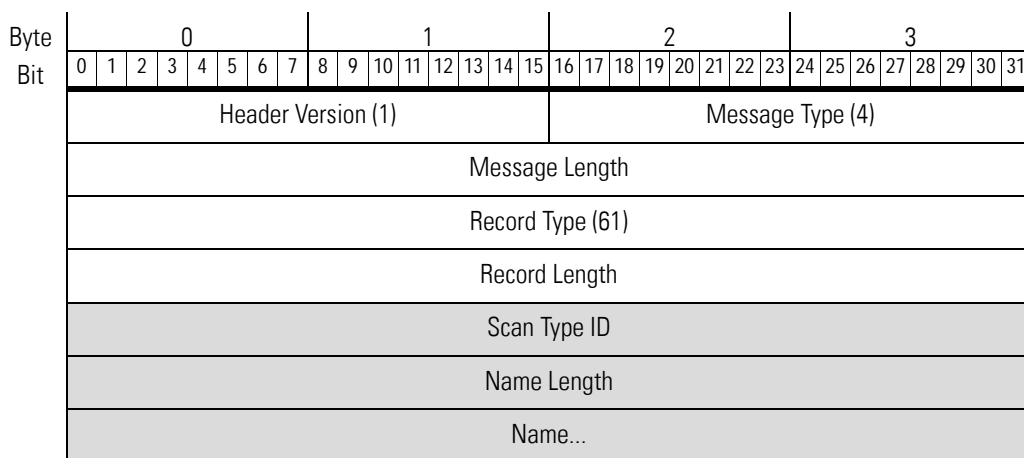 Byte 0 1 2 3
Bit 0 1 2 3 4 5 6 7 8 9 10 11 12 13 14 15 16 17 18 19 20 21 22 23 24 25 26 27 28 29 30 31
Header Version (1) Message Type (4)
Message Length
Record Type (61)
Record Length
Scan Type ID
Name Length
Name...